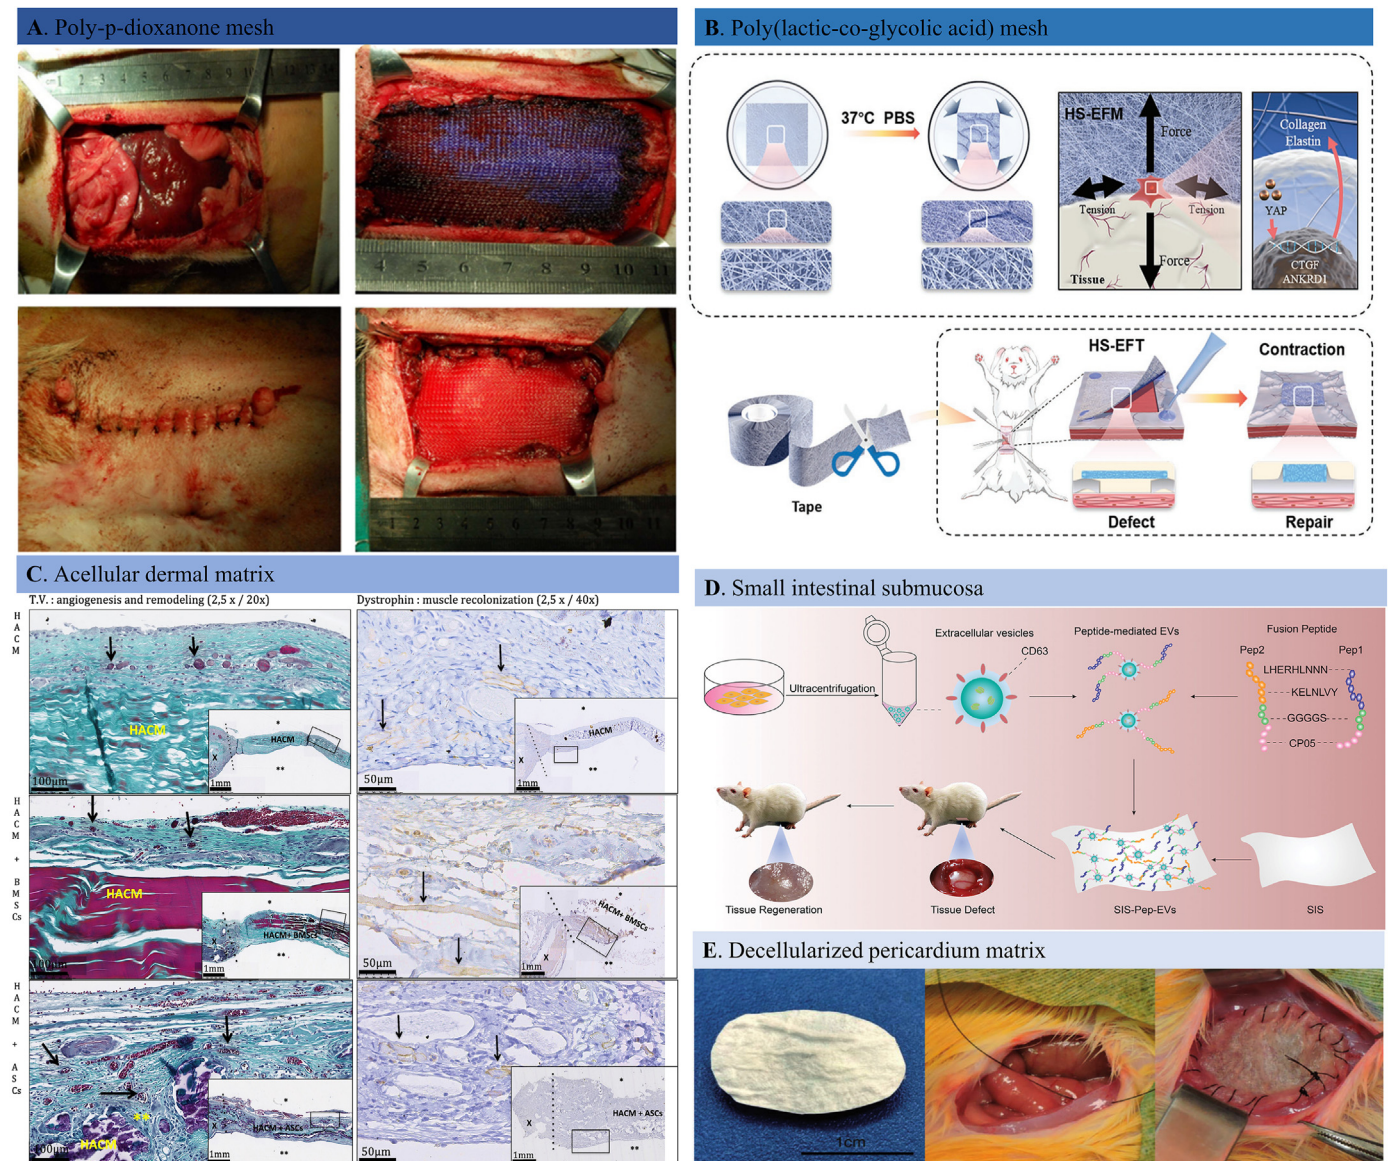 A. Poly-p-dioxanone mesh
B. Poly(lactic-co-glycolic acid) mesh
37°C PBS
HS-EFM
Force
Tension
Tension
Force
Tissue
Collagen
Elastin
YAP
CTGF
ANKRD1
Tape
HS-EFT
Contraction
Defect
Repair
C. Acellular dermal matrix
T.V. : angiogenesis and remodeling (2,5 x / 20x)
Dystrophin : muscle recolonization (2,5 x / 40x)
HACM
HACM
HACM
X
*
**
100µm
1mm
HACM
X
*
**
50µm
1mm
HACM + BMSCs
HACM
HACM+ BMSCs
X
*
**
100µm
1mm
HACM+ BMSCs
X
*
**
50µm
1mm
HACM + ASCs
**
HACM
HACM + ASCs
X
*
**
100µm
1mm
HACM + ASCs
X
*
**
50µm
1mm
D. Small intestinal submucosa
Ultracentrifugation
Extracellular vesicles
CD63
Peptide-mediated EVs
Fusion Peptide
Pep2
Pep1
LHERHLNNN
KELNLVY
GGGGS
CP05
Tissue Regeneration
Tissue Defect
SIS-Pep-EVs
SIS
E. Decellularized pericardium matrix
1cm